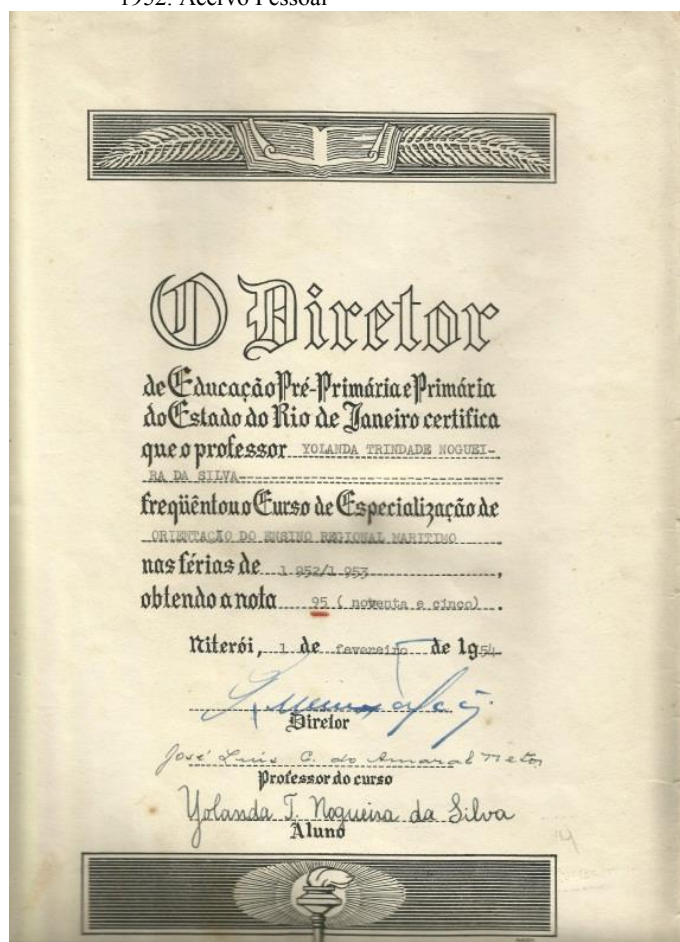 1952. Acervo Pessoal
O Diretor
de Educação Pré-Primária e Primária
do Estado do Rio de Janeiro certifica
que o professor YOLANDA TRINDADE NOGUEI-
RA DA SILVA
freqüêntou o Curso de Especialização de
ORIENTAÇÃO DO ENSINO REGIONAL MARITIMO
nas férias de 1 952/1 953,
obtendo a nota 95 ( noventa e cinco).
Niterói, 1 de fevereiro de 1954
Diretor
José Luis C. do Amaral Netor
Professor do curso
Yolanda T. Nogueira da Silva
Aluno